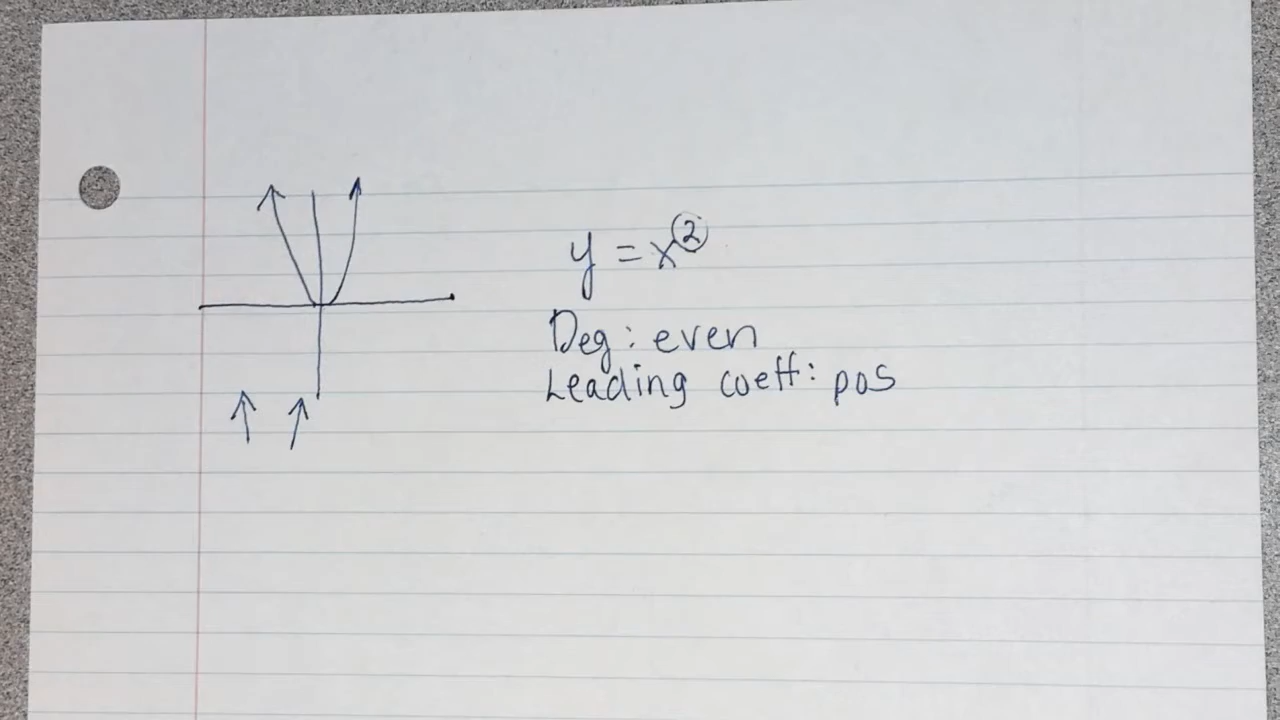 y = x²
Deg: even
Leading coeff: pos